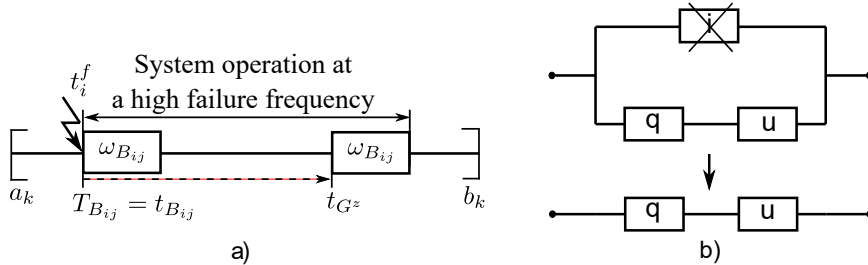 System operation at
a high failure frequency
t_i^f
ω_{B_{ij}}
ω_{B_{ij}}
a_k
T_{B_{ij}} = t_{B_{ij}}
t_{G^z}
b_k
a)
i
q
u
q
u
b)